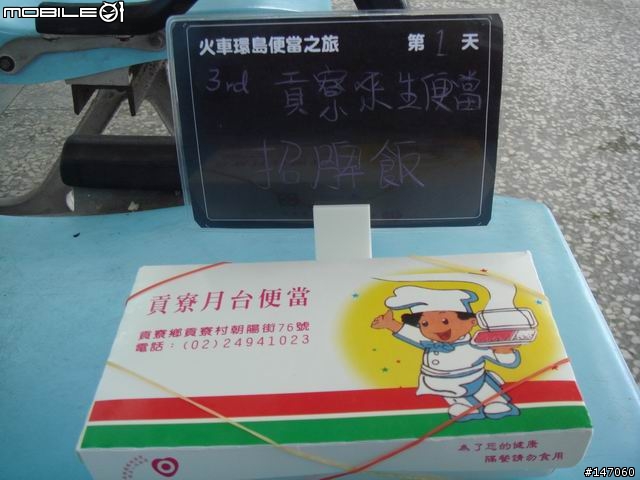 MOBILE01
火車環島便當之旅 第 1 天
3rd 貢寮來生便當
招牌飯
貢寮月台便當
貢寮鄉貢寮村朝陽街76號
電話：(02)24941023
為了您的健康
隔餐請勿食用
#147060